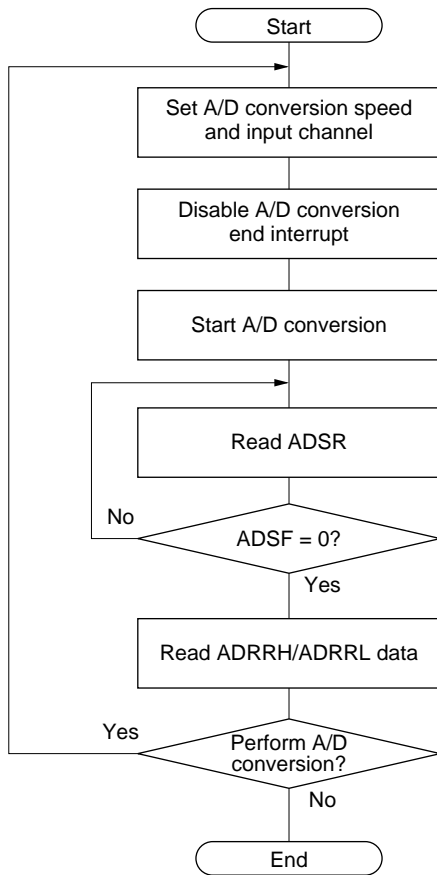 Start
Set A/D conversion speed
and input channel
Disable A/D conversion
end interrupt
Start A/D conversion
Read ADSR
No
ADSF = 0?
Yes
Read ADRRH/ADRRL data
Yes
Perform A/D
conversion?
No
End